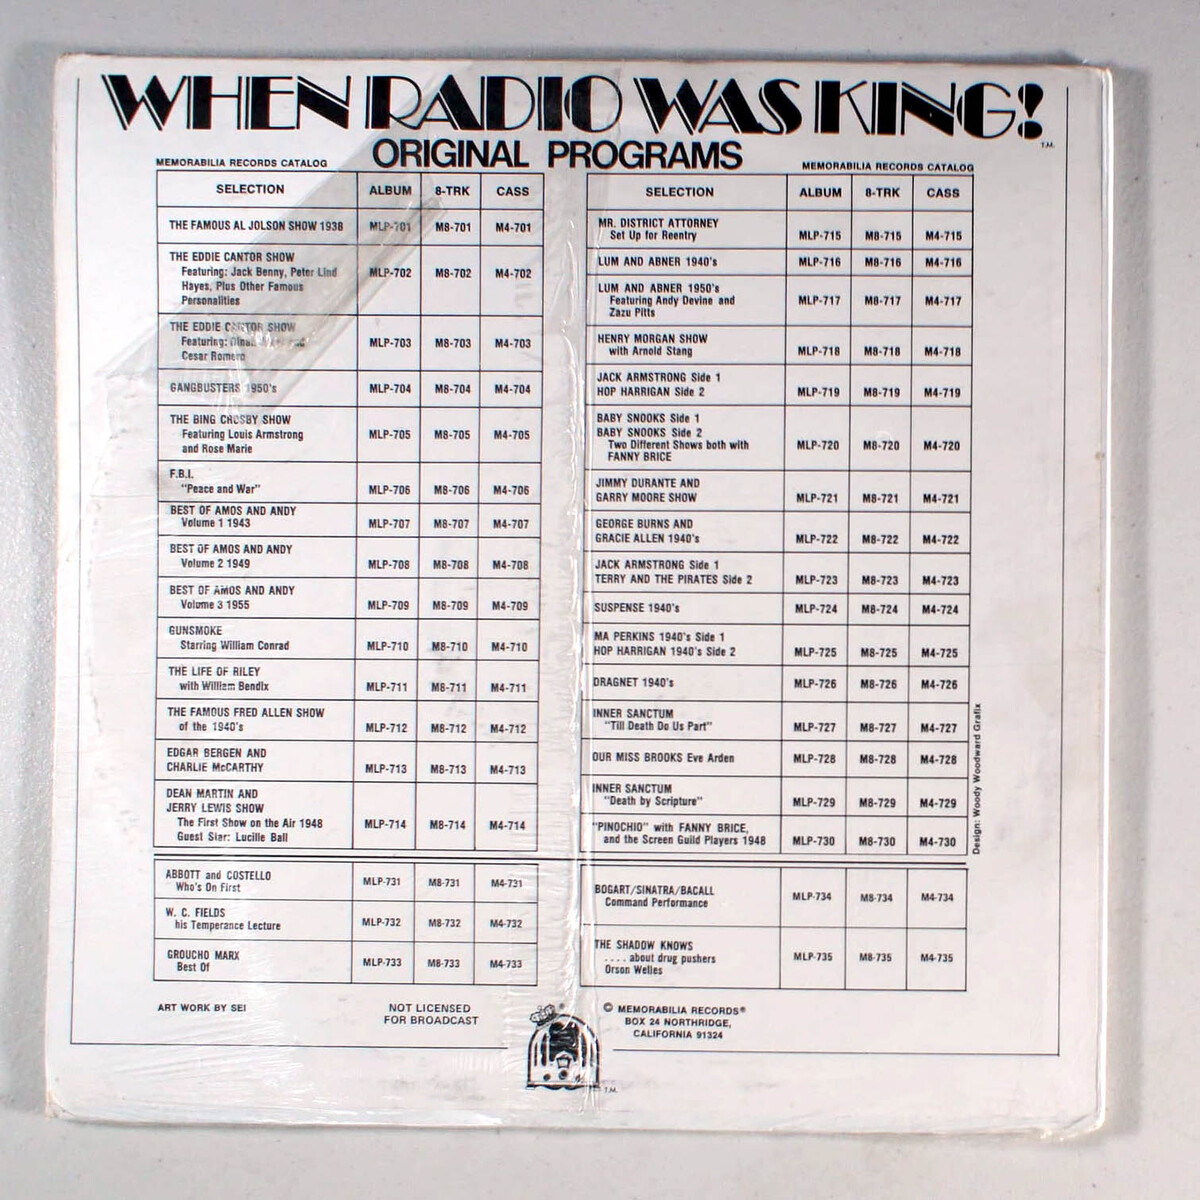 WHEN RADIO WAS KING!
T.M.
ORIGINAL PROGRAMS
MEMORABILIA RECORDS CATALOG
SELECTION ALBUM 8-TRK CASS
THE FAMOUS AL JOLSON SHOW 1938 MLP-701 M8-701 M4-701
THE EDDIE CANTOR SHOW
Featuring: Jack Benny, Peter Lind MLP-702 M8-702 M4-702
Hayes, Plus Other Famous
Personalities
THE EDDIE CANTOR SHOW
Featuring: MLP-703 M8-703 M4-703
Cesar Romero
GANGBUSTERS 1950's MLP-704 M8-704 M4-704
THE BING CROSBY SHOW
Featuring Louis Armstrong MLP-705 M8-705 M4-705
and Rose Marie
F.B.I.
"Peace and War" MLP-706 M8-706 M4-706
BEST OF AMOS AND ANDY
Volume 1 1943 MLP-707 M8-707 M4-707
BEST OF AMOS AND ANDY
Volume 2 1949 MLP-708 M8-708 M4-708
BEST OF AMOS AND ANDY
Volume 3 1955 MLP-709 M8-709 M4-709
GUNSMOKE
Starring William Conrad MLP-710 M8-710 M4-710
THE LIFE OF RILEY
with William Bendix MLP-711 M8-711 M4-711
THE FAMOUS FRED ALLEN SHOW
of the 1940's MLP-712 M8-712 M4-712
EDGAR BERGEN AND
CHARLIE McCARTHY MLP-713 M8-713 M4-713
DEAN MARTIN AND
JERRY LEWIS SHOW
The First Show on the Air 1948 MLP-714 M8-714 M4-714
Guest Star: Lucille Ball
ABBOTT and COSTELLO MLP-731 M8-731 M4-731
Who's On First
W. C. FIELDS
his Temperance Lecture MLP-732 M8-732 M4-732
GROUCHO MARX MLP-733 M8-733 M4-733
Best Of
MEMORABILIA RECORDS CATALOG
SELECTION ALBUM 8-TRK CASS
MR. DISTRICT ATTORNEY
Set Up for Reentry MLP-715 M8-715 M4-715
LUM AND ABNER 1940's MLP-716 M8-716 M4-716
LUM AND ABNER 1950's
Featuring Andy Devine and MLP-717 M8-717 M4-717
Zazu Pitts
HENRY MORGAN SHOW
with Arnold Stang MLP-718 M8-718 M4-718
JACK ARMSTRONG Side 1
HOP HARRIGAN Side 2 MLP-719 M8-719 M4-719
BABY SNOOKS Side 1
BABY SNOOKS Side 2
Two Different Shows both with MLP-720 M8-720 M4-720
FANNY BRICE
JIMMY DURANTE AND
GARRY MOORE SHOW MLP-721 M8-721 M4-721
GEORGE BURNS AND
GRACIE ALLEN 1940's MLP-722 M8-722 M4-722
JACK ARMSTRONG Side 1
TERRY AND THE PIRATES Side 2 MLP-723 M8-723 M4-723
SUSPENSE 1940's MLP-724 M8-724 M4-724
MA PERKINS 1940's Side 1
HOP HARRIGAN 1940's Side 2 MLP-725 M8-725 M4-725
DRAGNET 1940's MLP-726 M8-726 M4-726
INNER SANCTUM
"Till Death Do Us Part" MLP-727 M8-727 M4-727
OUR MISS BROOKS Eve Arden MLP-728 M8-728 M4-728
INNER SANCTUM
"Death by Scripture" MLP-729 M8-729 M4-729
"PINOCHIO" with FANNY BRICE,
and the Screen Guild Players 1948 MLP-730 M8-730 M4-730
BOGART/SINATRA/BACALL MLP-734 M8-734 M4-734
Command Performance
THE SHADOW KNOWS
....about drug pushers MLP-735 M8-735 M4-735
Orson Welles
Design: Woody Woodward Grafix
ART WORK BY SEI
NOT LICENSED
FOR BROADCAST
© MEMORABILIA RECORDS®
BOX 24 NORTHRIDGE,
CALIFORNIA 91324
T.M.